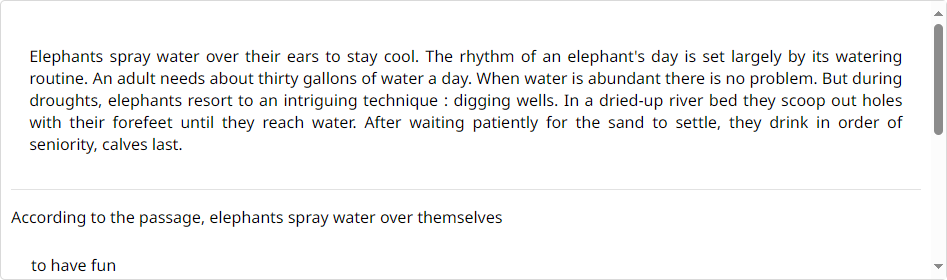 Elephants spray water over their ears to stay cool. The rhythm of an elephant's day is set largely by its watering
routine. An adult needs about thirty gallons of water a day. When water is abundant there is no problem. But during
droughts, elephants resort to an intriguing technique : digging wells. In a dried-up river bed they scoop out holes
with their forefeet until they reach water. After waiting patiently for the sand to settle, they drink in order of
seniority, calves last.
According to the passage, elephants spray water over themselves
to have fun